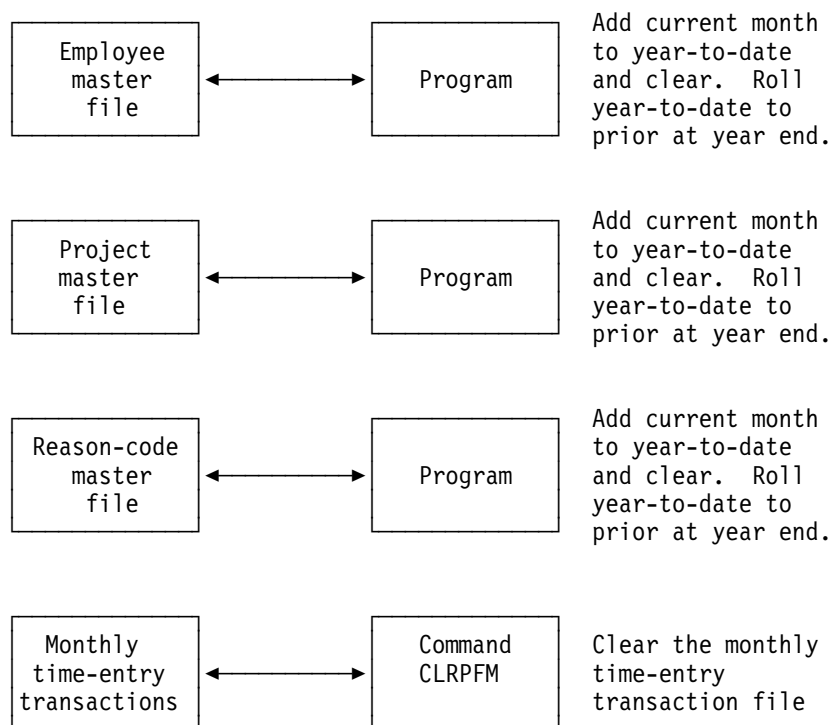 Employee
master
file
Program
Add current month
to year-to-date
and clear. Roll
year-to-date to
prior at year end.
Project
master
file
Program
Add current month
to year-to-date
and clear. Roll
year-to-date to
prior at year end.
Reason-code
master
file
Program
Add current month
to year-to-date
and clear. Roll
year-to-date to
prior at year end.
Monthly
time-entry
transactions
Command
CLRPFM
Clear the monthly
time-entry
transaction file